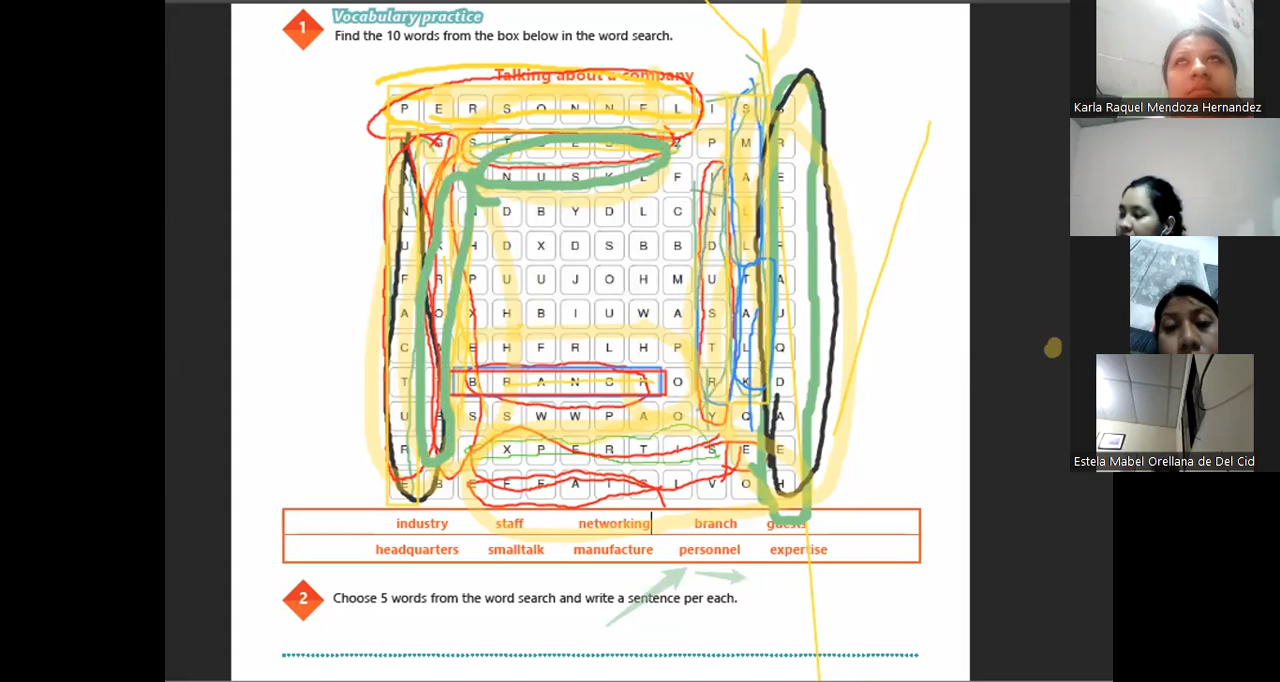 1
Vocabulary practice
Find the 10 words from the box below in the word search.
Talking about a company
P E R S O N N E L I S
P M R
N U S K L F A E
N D B Y D L C N L T
U H D X D S B B D L R
F R P U U J O H M U T A
A O X H B I U W A S A U
C E H F R L H P T L Q
T B R A N C H O R K D
U S S W W P A O Y Q A
R E X P E R T I S E E
E B E F F A T S L V O H
industry staff networking branch guests
headquarters smalltalk manufacture personnel expertise
2
Choose 5 words from the word search and write a sentence per each.
Karla Raquel Mendoza Hernandez
Estela Mabel Orellana de Del Cid